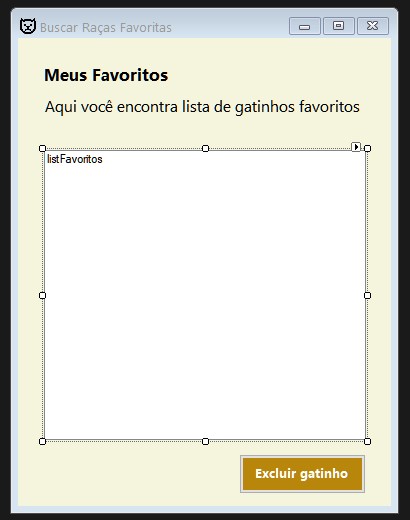 Buscar Raças Favoritas
Meus Favoritos
Aqui você encontra lista de gatinhos favoritos
listFavoritos
Excluir gatinho